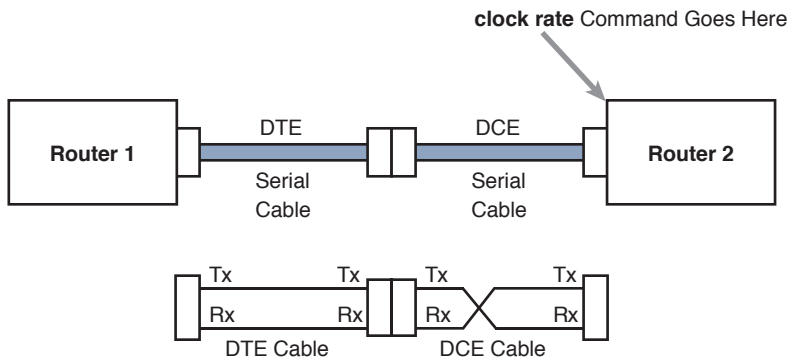 clock rate Command Goes Here
DTE DCE
Router 1 Router 2
Serial Serial
Cable Cable
Tx Tx Tx Tx
Rx Rx Rx Rx
DTE Cable DCE Cable